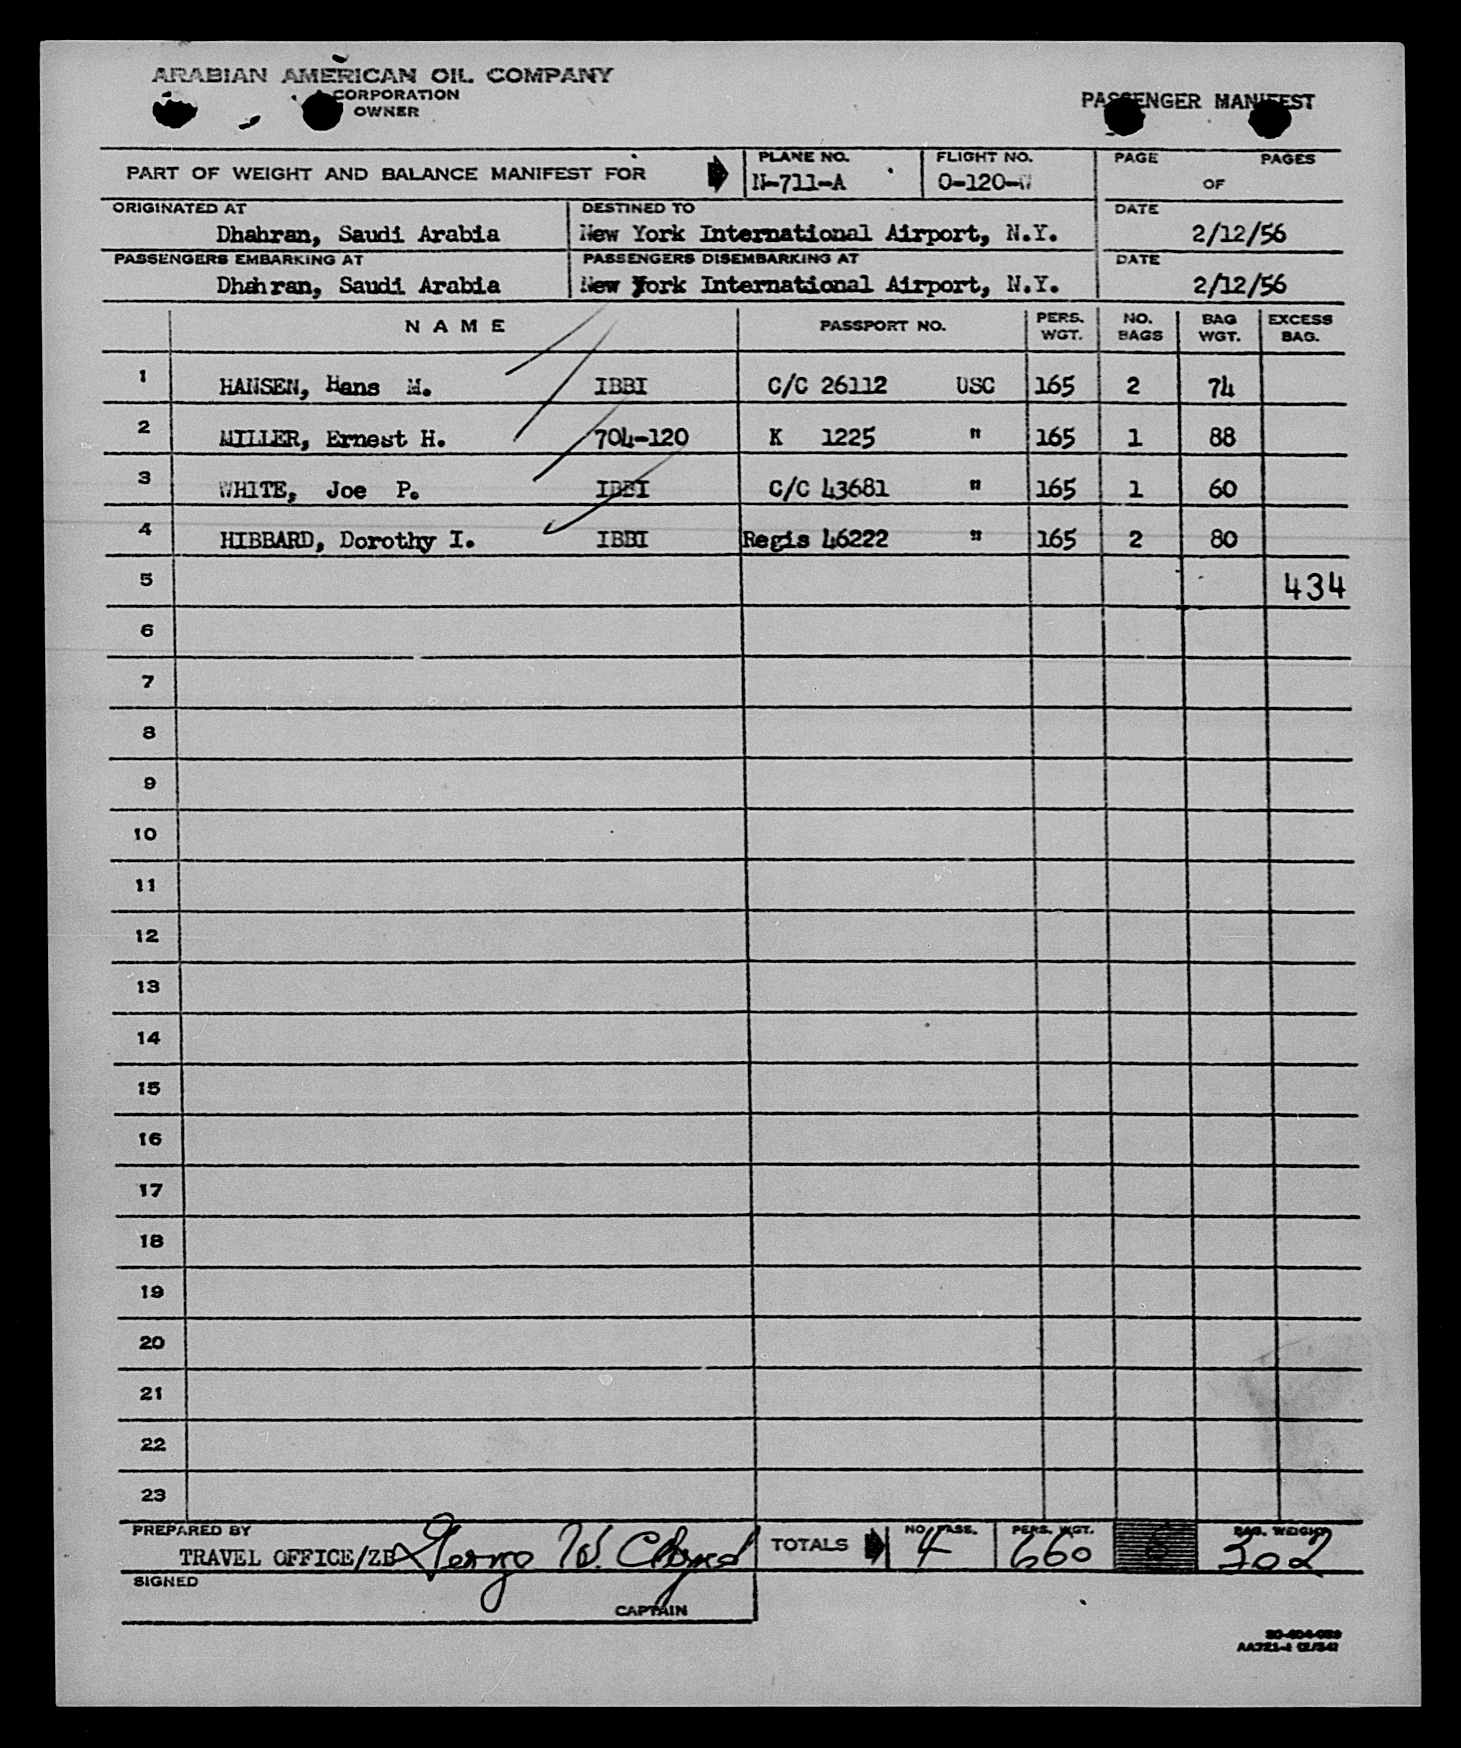 ARABIAN AMERICAN OIL COMPANY
CORPORATION
OWNER
PASSENGER MANIFEST
PART OF WEIGHT AND BALANCE MANIFEST FOR
PLANE NO.
N-711-A
FLIGHT NO.
O-120-W
PAGE OF PAGES
ORIGINATED AT
Dhahran, Saudi Arabia
DESTINED TO
New York International Airport, N.Y.
DATE
2/12/56
PASSENGERS EMBARKING AT
Dhahran, Saudi Arabia
PASSENGERS DISEMBARKING AT
New York International Airport, N.Y.
DATE
2/12/56
NAME PASSPORT NO. PERS. WGT. NO. BAGS BAG WGT. EXCESS BAG.
1 HANSEN, Hans M. IBBI C/C 26112 USC 165 2 74
2 MILLER, Ernest H. 704-120 K 1225 " 165 1 88
3 WHITE, Joe P. IBBI C/C 43681 " 165 1 60
4 HIBBARD, Dorothy I. IBBI Regis 46222 " 165 2 80
5 434
6
7
8
9
10
11
12
13
14
15
16
17
18
19
20
21
22
23
PREPARED BY
TRAVEL OFFICE/ZB
TOTALS
NO. PASS.
4
PERS. WGT.
660
6
BAG. WEIGHT
302
SIGNED
CAPTAIN